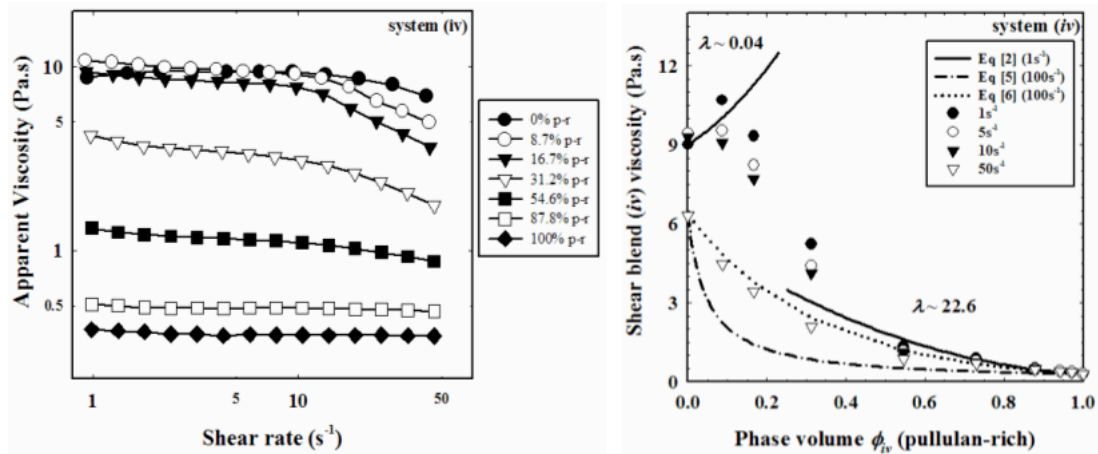 system (iv)
10
5
1
0.5
Apparent Viscosity (Pa.s)
1
5
10
50
Shear rate (s⁻¹)
0% p-r
8.7% p-r
16.7% p-r
31.2% p-r
54.6% p-r
87.8% p-r
100% p-r
system (iv)
λ ~ 0.04
Eq [2] (1s⁻¹)
Eq [5] (100s⁻¹)
Eq [6] (100s⁻¹)
1s⁻¹
5s⁻¹
10s⁻¹
50s⁻¹
λ ~ 22.6
15
12
9
6
3
0
Shear blend (iv) viscosity (Pa.s)
0.0
0.2
0.4
0.6
0.8
1.0
Phase volume ϕiv (pullulan-rich)